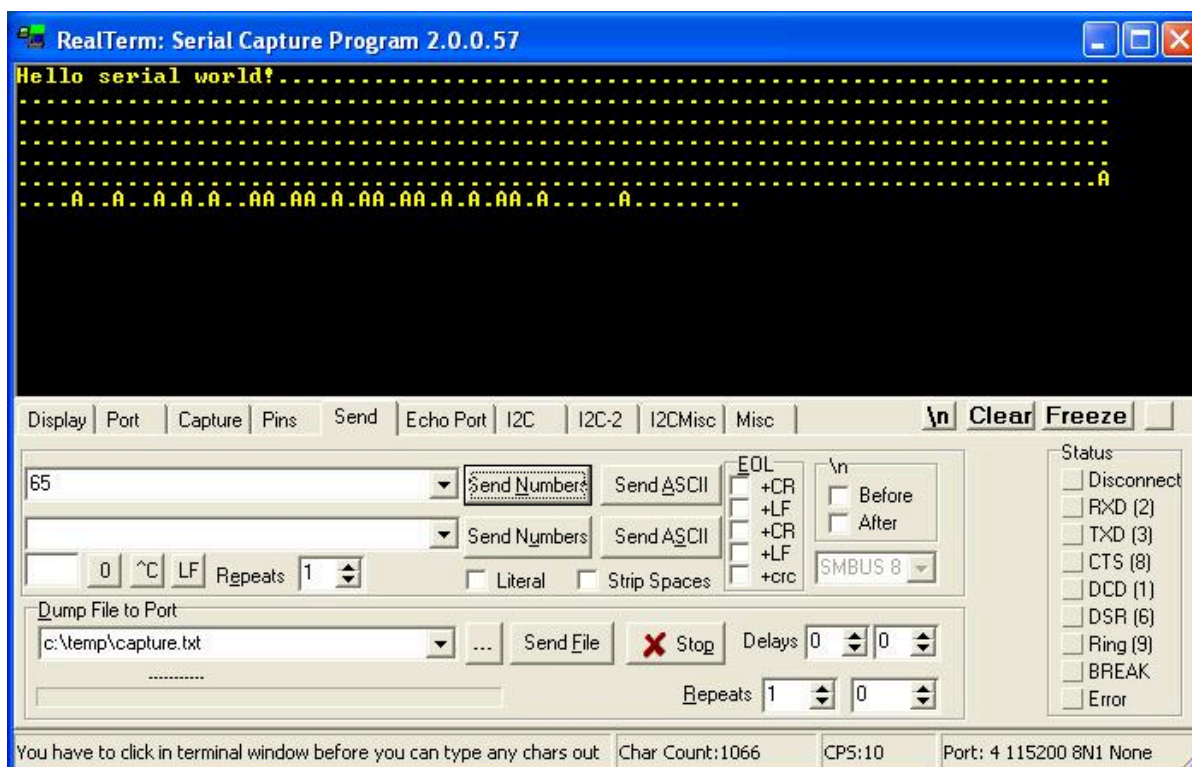 RealTerm: Serial Capture Program 2.0.0.57
Hello serial world!.............................................................
................................................................................
................................................................................
................................................................................
................................................................................
...............................................................................A
....A..A..A.A.A..AA.AA.A.AA.AA.A.A.AA.A.....A........
Display Port Capture Pins Send Echo Port I2C I2C-2 I2CMisc Misc \n Clear Freeze
65 Send Numbers Send ASCII
Send Numbers Send ASCII
0 ^C LF Repeats 1 Literal Strip Spaces
EOL
+CR
+LF
+CR
+LF
+crc
\n
Before
After
SMBUS 8
Dump File to Port
c:\temp\capture.txt ... Send File Stop Delays 0 0
-----------
Repeats 1 0
Status
Disconnect
RXD (2)
TXD (3)
CTS (8)
DCD (1)
DSR (6)
Ring (9)
BREAK
Error
You have to click in terminal window before you can type any chars out Char Count:1066 CPS:10 Port: 4 115200 8N1 None